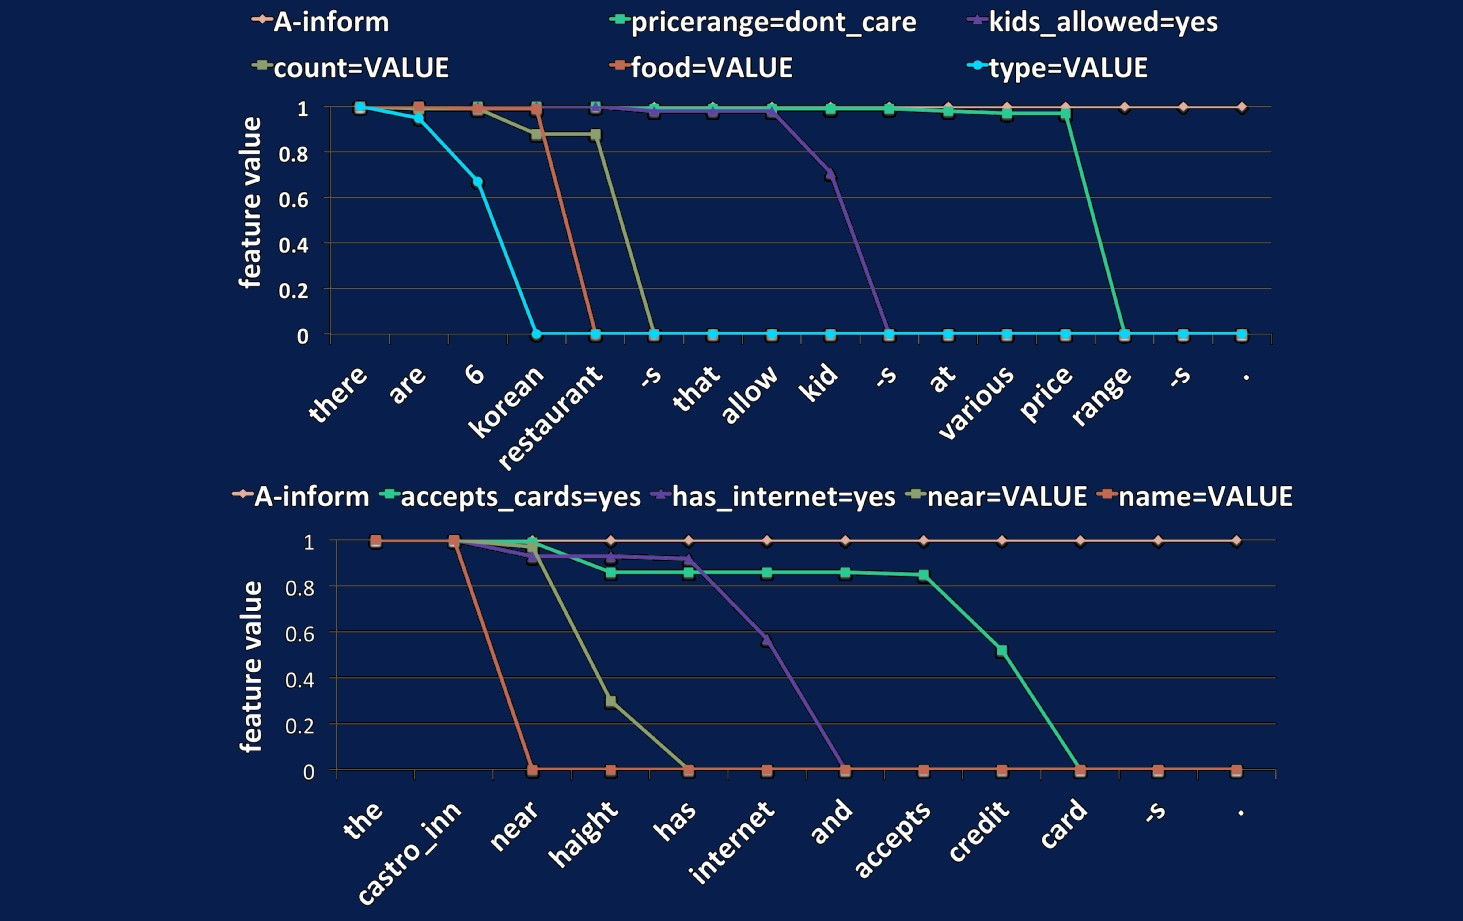 A-inform pricerange=dont_care kids_allowed=yes
count=VALUE food=VALUE type=VALUE
feature value
1
0.8
0.6
0.4
0.2
0
there are 6 korean restaurant -s that allow kid -s at various price range -s .
A-inform accepts_cards=yes has_internet=yes near=VALUE name=VALUE
feature value
1
0.8
0.6
0.4
0.2
0
the castro_inn near haight has internet and accepts credit card -s .